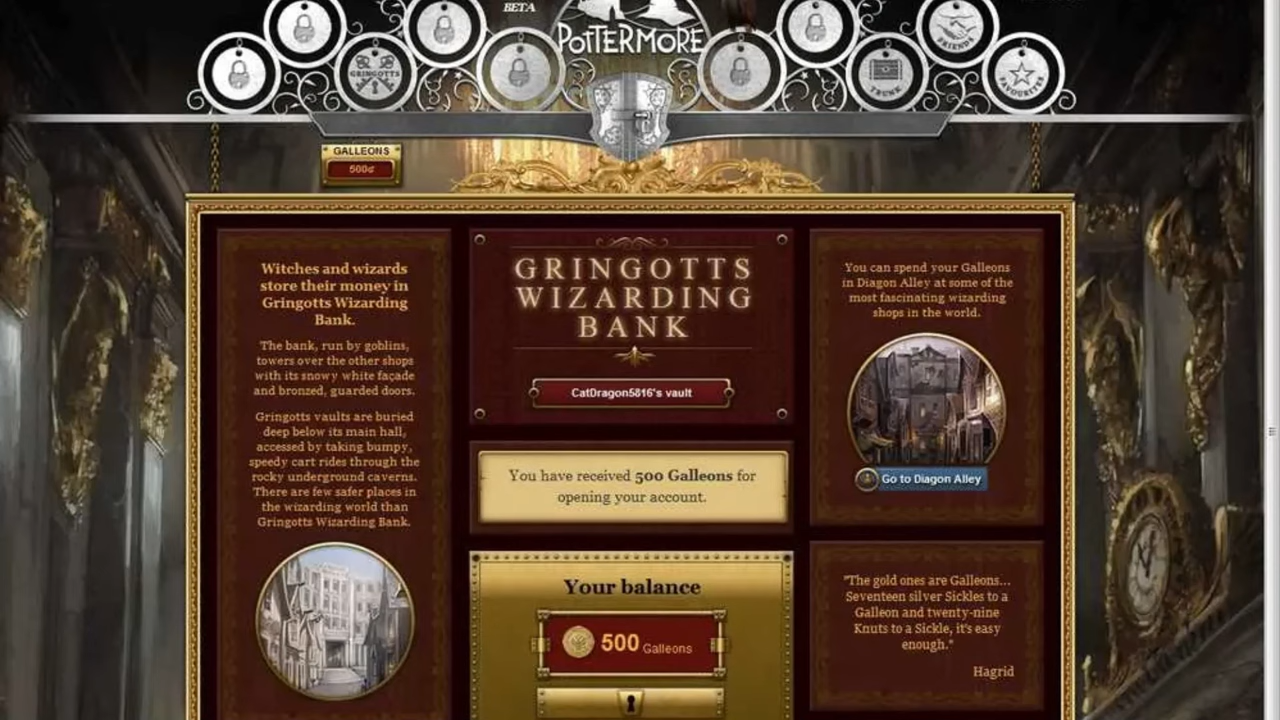 BETA
POTTERMORE
GRINGOTTS
FRIENDS
TRUNK
FAVOURITES
GALLEONS
500
Witches and wizards
store their money in
Gringotts Wizarding
Bank.
The bank, run by goblins,
towers over the other shops
with its snowy white façade
and bronzed, guarded doors.
Gringotts vaults are buried
deep below its main hall,
accessed by taking bumpy,
speedy cart rides through the
rocky underground caverns.
There are few safer places in
the wizarding world than
Gringotts Wizarding Bank.
GRINGOTTS
WIZARDING
BANK
CatDragon5816's vault
You have received 500 Galleons for
opening your account.
Your balance
500 Galleons
You can spend your Galleons
in Diagon Alley at some of the
most fascinating wizarding
shops in the world.
Go to Diagon Alley
"The gold ones are Galleons...
Seventeen silver Sickles to a
Galleon and twenty-nine
Knuts to a Sickle, it's easy
enough."
Hagrid